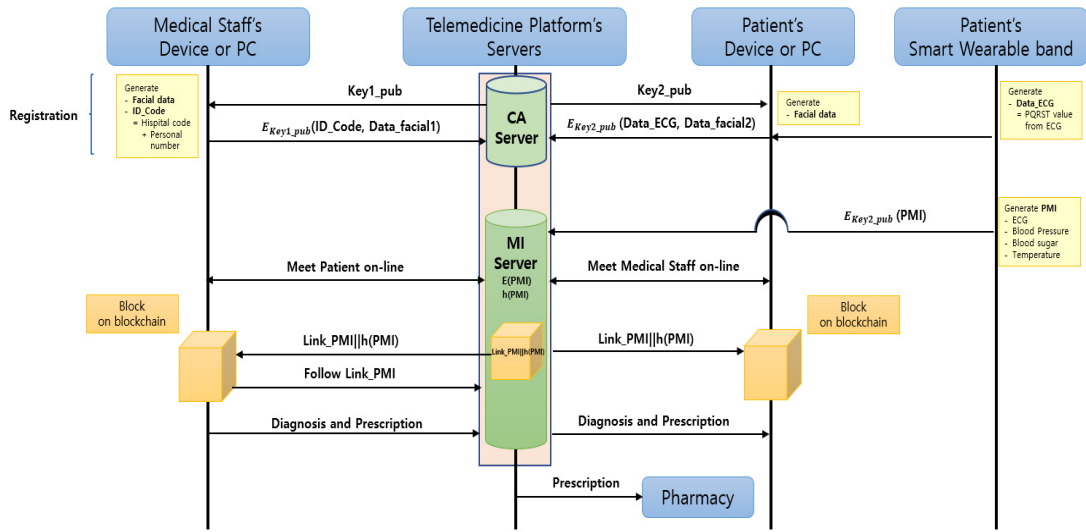 Medical Staff's
Device or PC
Telemedicine Platform's
Servers
Patient's
Device or PC
Patient's
Smart Wearable band
Registration
Generate
- Facial data
- ID_Code
= Hispital code
+ Personal
number
Key1_pub
E_Key1_pub(ID_Code, Data_facial1)
CA
Server
Key2_pub
E_Key2_pub (Data_ECG, Data_facial2)
Generate
- Facial data
Generate
- Data_ECG
= PQRST value
from ECG
E_Key2_pub (PMI)
Generate PMI
- ECG
- Blood Pressure
- Blood sugar
- Temperature
MI
Server
E(PMI)
h(PMI)
Meet Patient on-line
Meet Medical Staff on-line
Block
on blockchain
Block
on blockchain
Link_PMI||h(PMI)
Link_PMI||h(PMI)
Link_PMI||h(PMI)
Follow Link_PMI
Diagnosis and Prescription
Diagnosis and Prescription
Prescription
Pharmacy